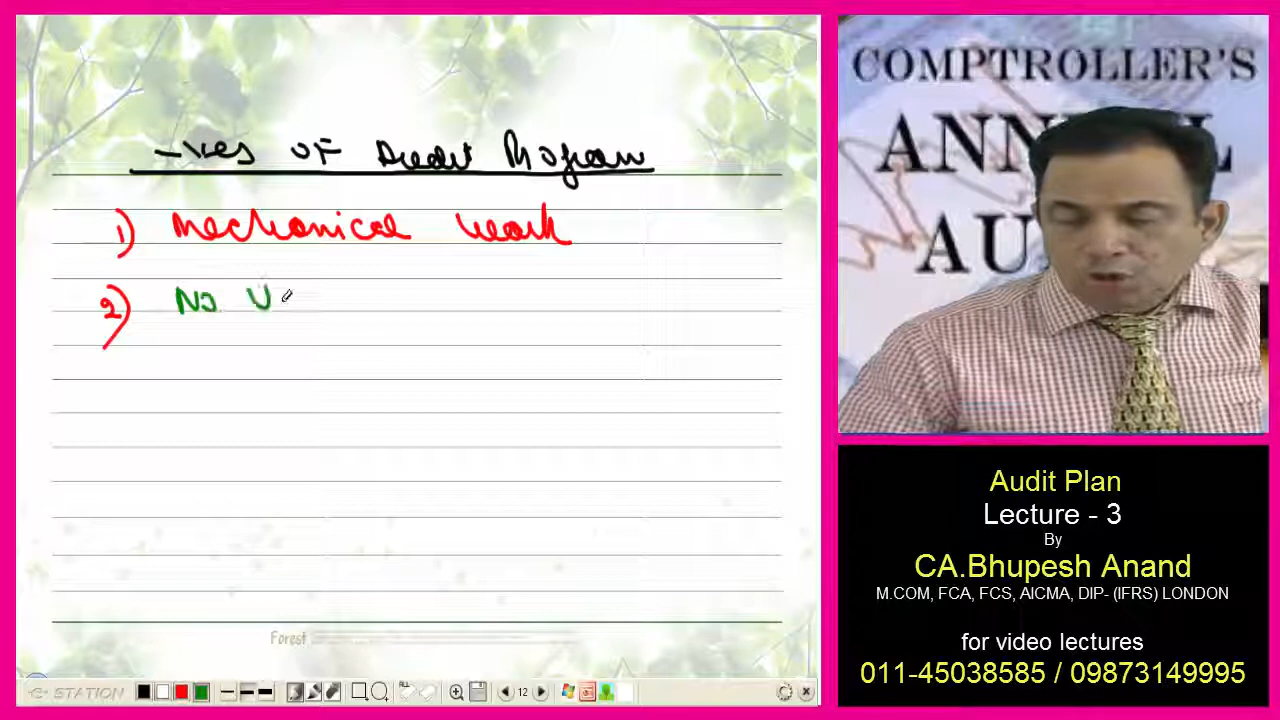 -ves OF Audit Program
1) Mechanical work
2) No U
Forest
STATION
12
COMPTROLLER'S
ANN
AU
Audit Plan
Lecture - 3
By
CA.Bhupesh Anand
M.COM, FCA, FCS, AICMA, DIP- (IFRS) LONDON
for video lectures
011-45038585 / 09873149995